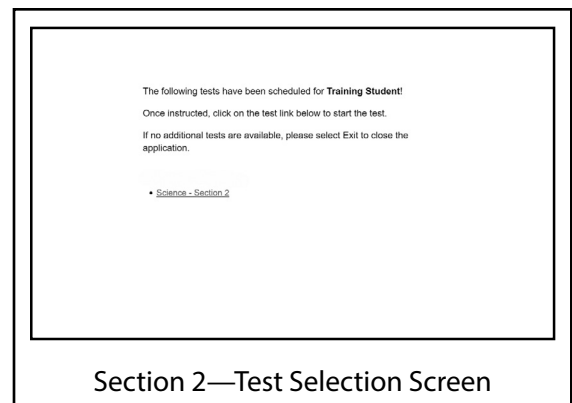 The following tests have been scheduled for Training Student!
Once instructed, click on the test link below to start the test.
If no additional tests are available, please select Exit to close the
application.
• Science - Section 2
Section 2—Test Selection Screen